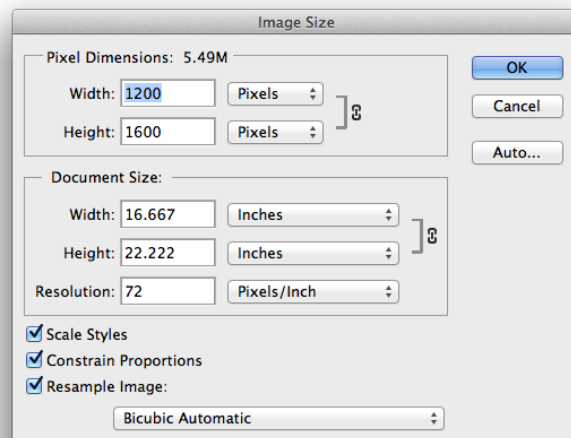 Image Size
Pixel Dimensions: 5.49M
OK
Width: 1200 Pixels
Cancel
Height: 1600 Pixels
Auto...
Document Size:
Width: 16.667 Inches
Height: 22.222 Inches
Resolution: 72 Pixels/Inch
Scale Styles
Constrain Proportions
Resample Image:
Bicubic Automatic